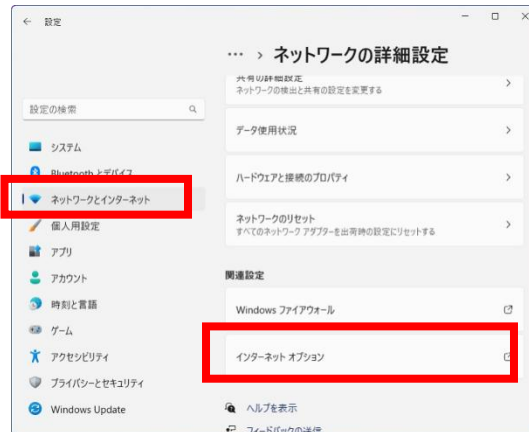 設定
… › ネットワークの詳細設定
設定の検索
システム
Bluetooth とデバイス
ネットワークとインターネット
個人用設定
アプリ
アカウント
時刻と言語
ゲーム
アクセシビリティ
プライバシーとセキュリティ
Windows Update
共有の詳細設定
ネットワークの検出と共有の設定を変更する
データ使用状況
ハードウェアと接続のプロパティ
ネットワークのリセット
すべてのネットワーク アダプターを出荷時の設定にリセットする
関連設定
Windows ファイアウォール
インターネット オプション
ヘルプを表示
フィードバックの送信